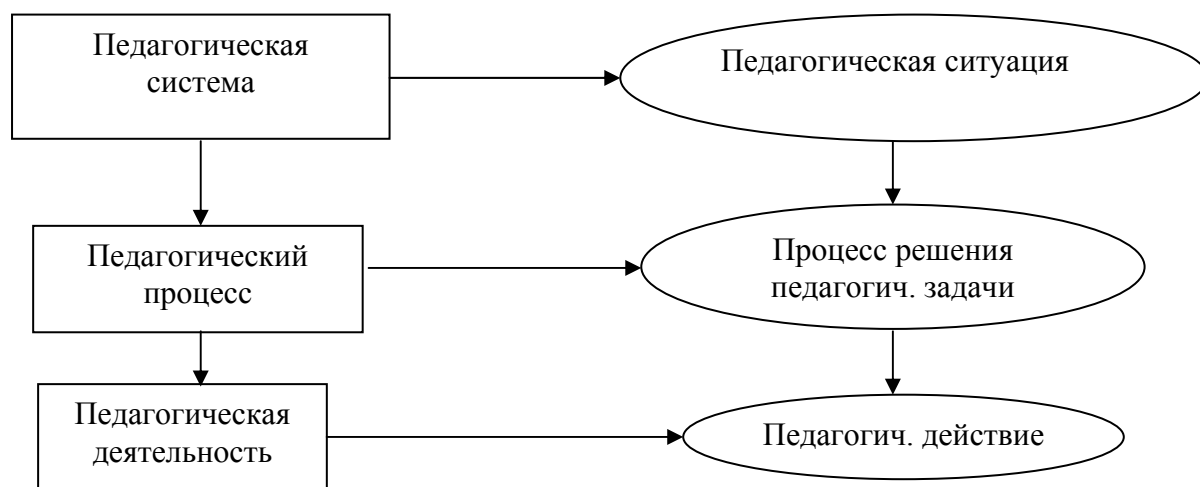 Педагогическая
система
Педагогическая ситуация
Педагогический
процесс
Процесс решения
педагогич. задачи
Педагогическая
деятельность
Педагогич. действие